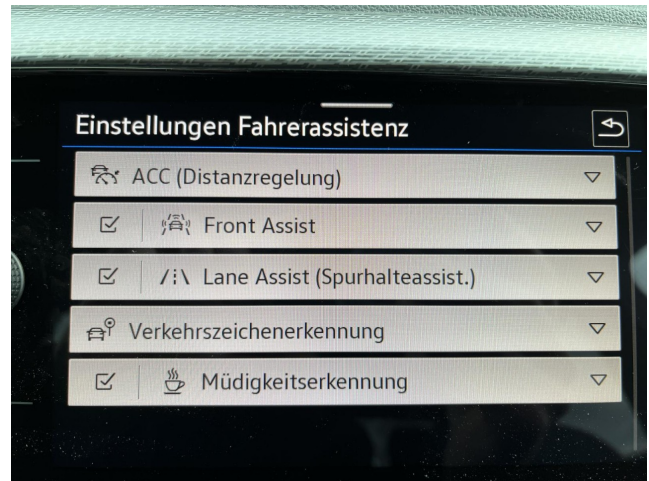 Einstellungen Fahrerassistenz
ACC (Distanzregelung)
Front Assist
Lane Assist (Spurhalteassist.)
Verkehrszeichenerkennung
Müdigkeitserkennung